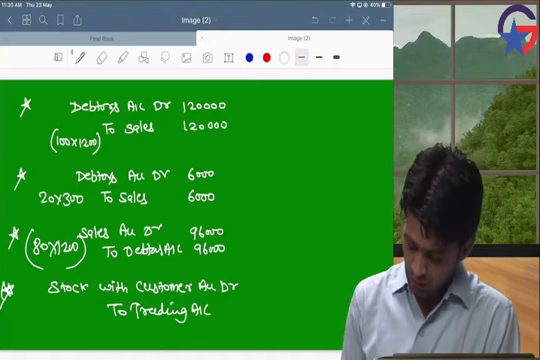 11:30 AM Thu 23 May
40%
Image (2)
Final Book
Image (2)
Debtors A/c Dr 120000
(100x1200) To Sales 120000
Debtors A/c Dr 6000
20x300 To Sales 6000
Sales A/c Dr 96000
(80x1200) To Debtors A/c 96000
Stock with Customer A/c Dr
To Trading A/c